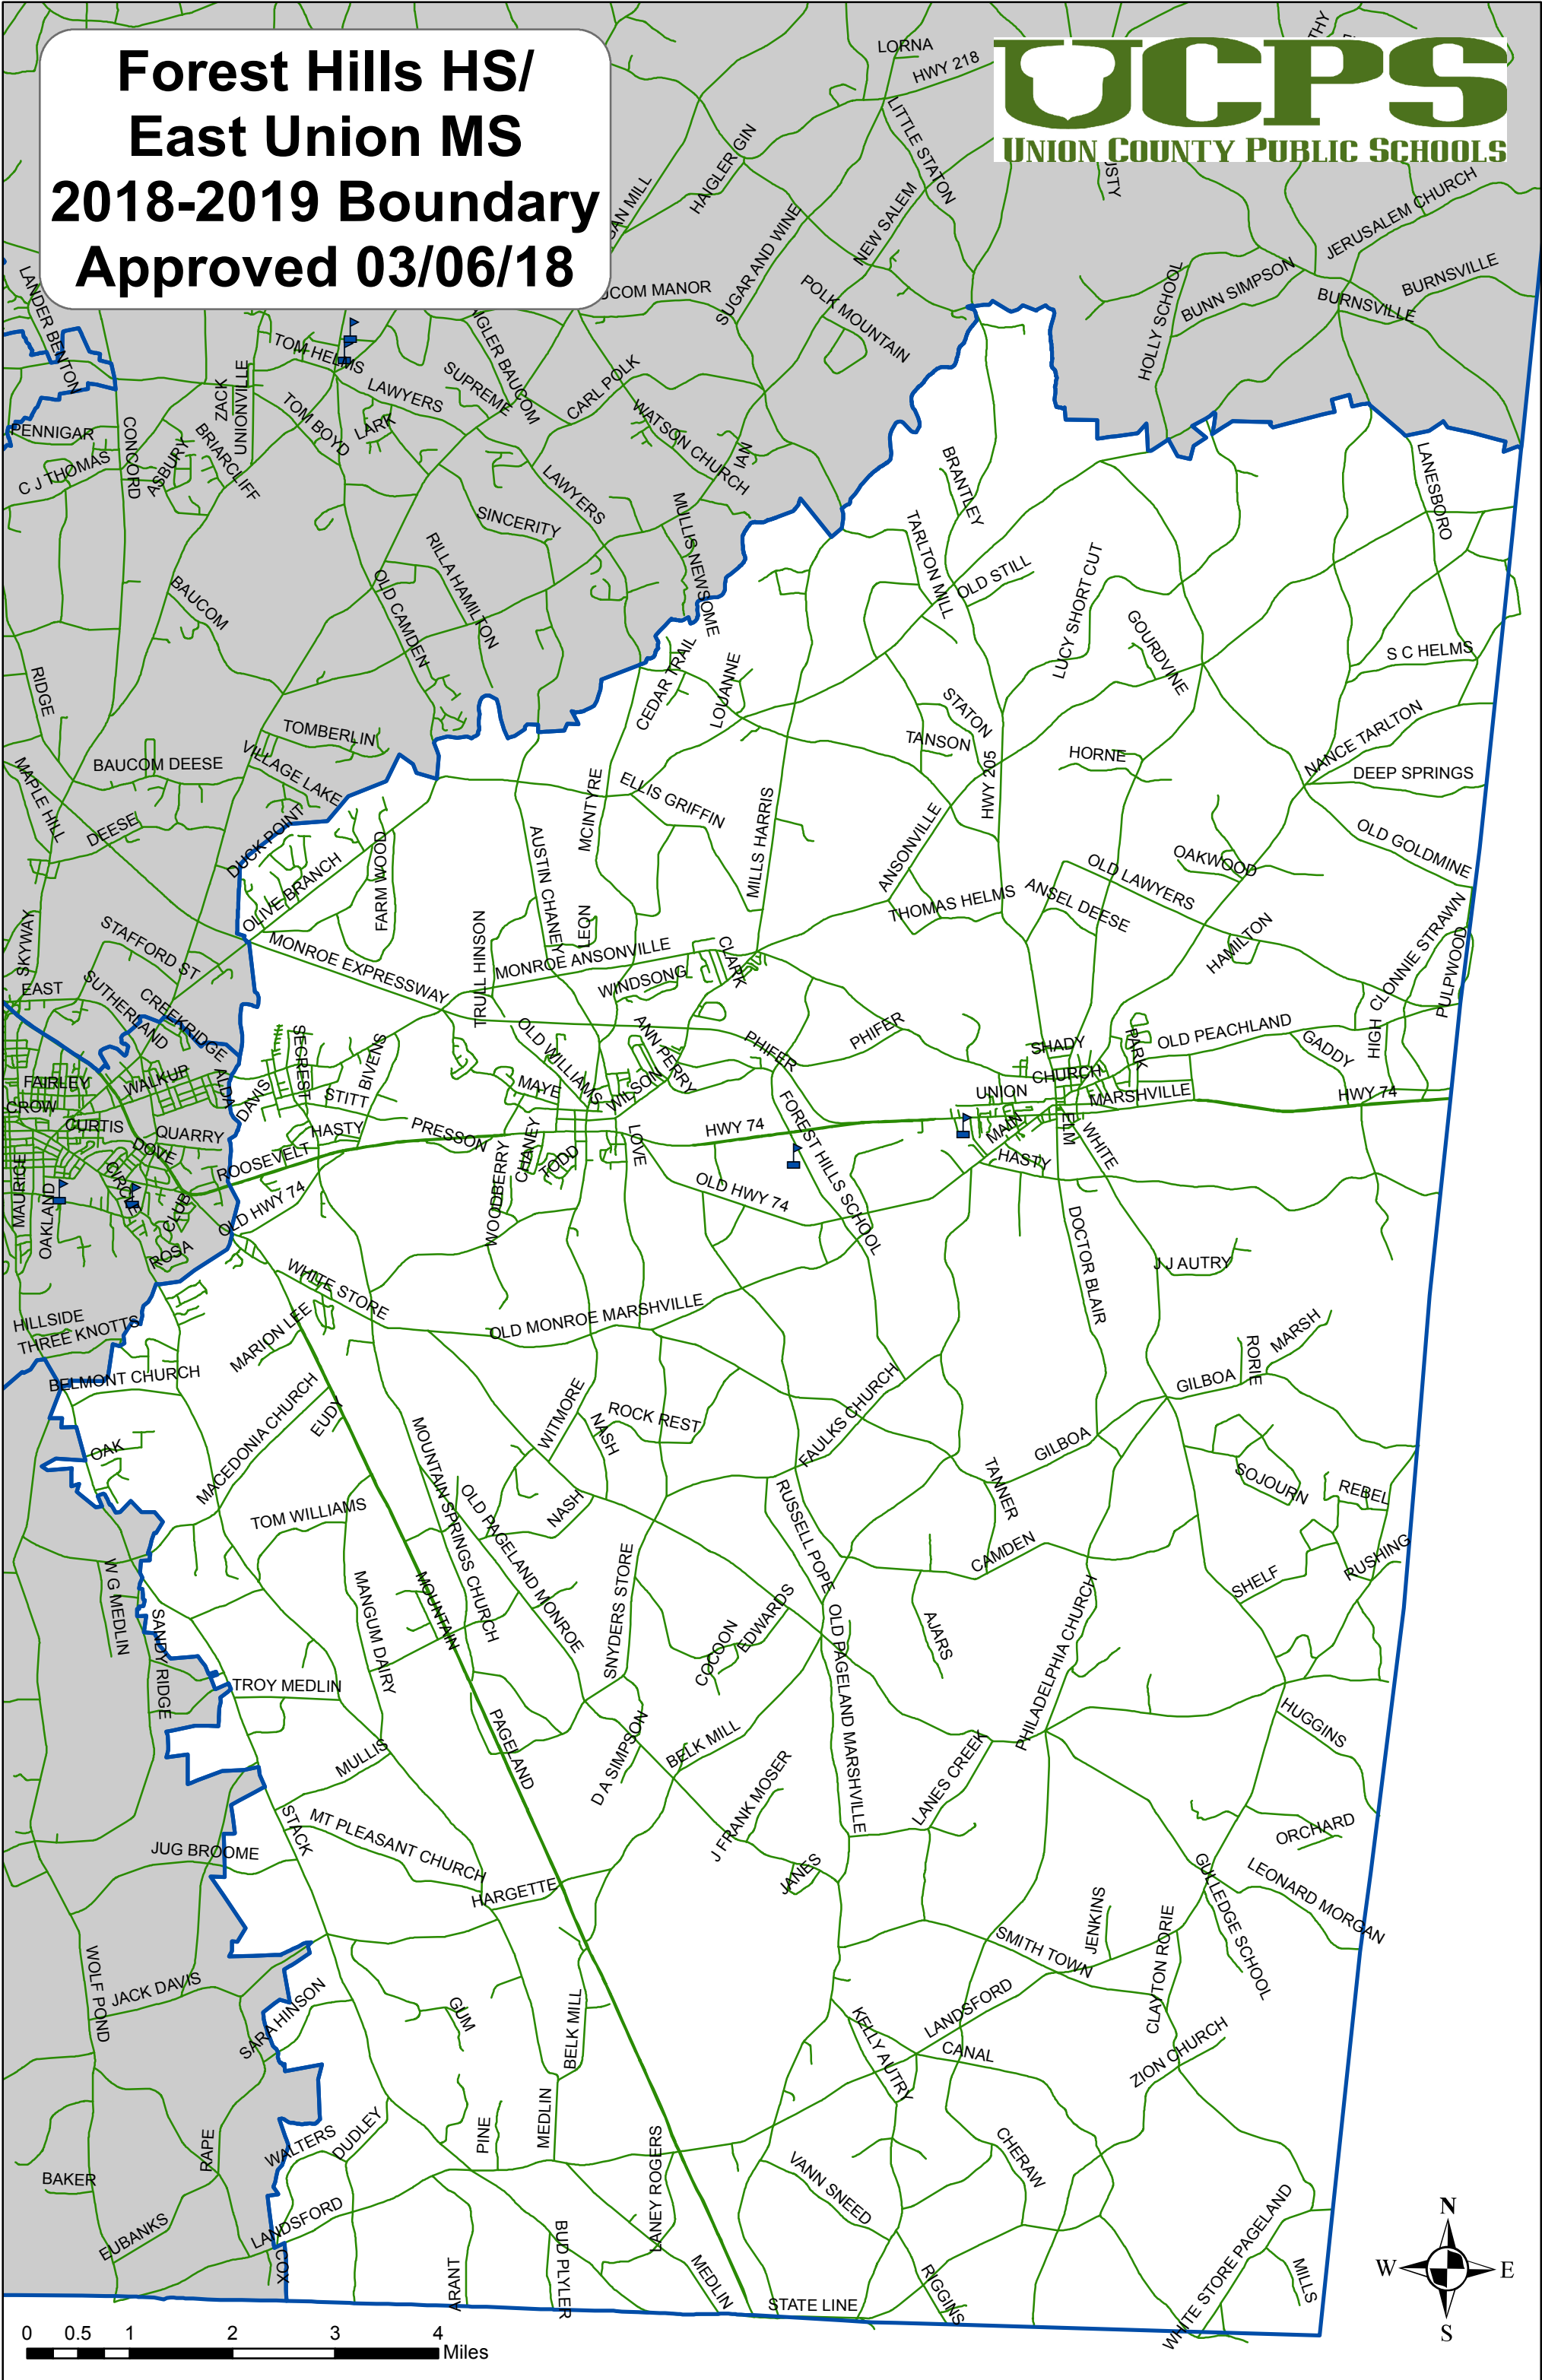 Forest Hills HS/
East Union MS
2018-2019 Boundary
Approved 03/06/18
UCPS
UNION COUNTY PUBLIC SCHOOLS
LORNA
HWY 218
LITTLE STATON
HAIGLER GIN
SUGAR AND WINE
NEW SALEM
POLK MOUNTAIN
JERUSALEM CHURCH
HOLLY SCHOOL
BUNN SIMPSON
BURNSVILLE
BURNSVILLE
LANDER BENTON
TOM HELMS
LAWYERS
SUPREME
CARL POLK
ZACK
UNIONVILLE
TOM BOYD
LARK
WATSON CHURCH
IAN
PENNIGAR
CONCORD
C J THOMAS
ASBURY
BRIARCLIFF
LAWYERS
SINCERITY
MULLIS NEWSOME
BRANTLEY
LANESBORO
RILLA HAMILTON
OLD CAMDEN
BAUCOM
TARLTON MILL
OLD STILL
LUCY SHORT CUT
GOURDVINE
S C HELMS
RIDGE
CEDAR TRAIL
LOUANNE
STATON
TANSON
HWY 205
HORNE
NANCE TARLTON
DEEP SPRINGS
TOMBERLIN
BAUCOM DEESE
VILLAGE LAKE
MAPLE HILL
DEESE
DUCK POINT
OLIVE BRANCH
FARM WOOD
MCINTYRE
ELLIS GRIFFIN
MILLS HARRIS
ANSONVILLE
OLD GOLDMINE
AUSTIN CHANEY
LEON
THOMAS HELMS
ANSEL DEESE
OLD LAWYERS
OAKWOOD
HAMILTON
CLONNIE STRAWN
PULPWOOD
SKYWAY
STAFFORD ST
MONROE EXPRESSWAY
TRULL HINSON
MONROE ANSONVILLE
WINDSONG
CLARK
EAST
SUTHERLAND
CREEKRIDGE
SECREST
BIVENS
OLD WILLIAMS
ANN PERRY
PHIFER
PHIFER
SHADY
PARK
OLD PEACHLAND
GADDY
HIGH
FAIRLEY
WALKUP
ALDA
DAVIS
STITT
MAYE
WILSON
CHURCH
UNION
MARSHVILLE
HWY 74
CROW
CURTIS
QUARRY
DOVE
HASTY
PRESSON
HWY 74
FOREST HILLS SCHOOL
MAIN
ELM
WHITE
HASTY
ROOSEVELT
CHANEY
TODD
LOVE
MAURICE
OAKLAND
CIRCLE
CLUB
ROSA
OLD HWY 74
WOODBERRY
OLD HWY 74
DOCTOR BLAIR
J J AUTRY
WHITE STORE
HILLSIDE
THREE KNOTTS
MARION LEE
OLD MONROE MARSHVILLE
RORIE
MARSH
BELMONT CHURCH
GILBOA
MACEDONIA CHURCH
EUDY
WITMORE
NASH
ROCK REST
FAULKS CHURCH
GILBOA
OAK
MOUNTAIN SPRINGS CHURCH
TANNER
SOJOURN
REBEL
TOM WILLIAMS
OLD PAGELAND MONROE
NASH
RUSSELL POPE
CAMDEN
RUSHING
SHELF
W G MEDLIN
SANDY RIDGE
MANGUM DAIRY
MOUNTAIN
SNYDERS STORE
COCOON
EDWARDS
OLD PAGELAND MARSHVILLE
AJARS
PHILADELPHIA CHURCH
TROY MEDLIN
PAGELAND
D A SIMPSON
BELK MILL
HUGGINS
MULLIS
J FRANK MOSER
LANES CREEK
STACK
MT PLEASANT CHURCH
JUG BROOME
HARGETTE
JANES
ORCHARD
GULLEDGE SCHOOL
LEONARD MORGAN
JENKINS
CLAYTON RORIE
SMITH TOWN
WOLF POND
JACK DAVIS
SARA HINSON
GUM
BELK MILL
KELLY AUTRY
LANDSFORD
CANAL
ZION CHURCH
PINE
MEDLIN
WALTERS
DUDLEY
RAPE
BAKER
EUBANKS
LANDSFORD
COX
LANEY ROGERS
VANN SNEED
CHERAW
ARANT
BUD PLYLER
MEDLIN
STATE LINE
RIGGINS
WHITE STORE PAGELAND
MILLS
N
W
E
S
0 0.5 1 2 3 4
Miles